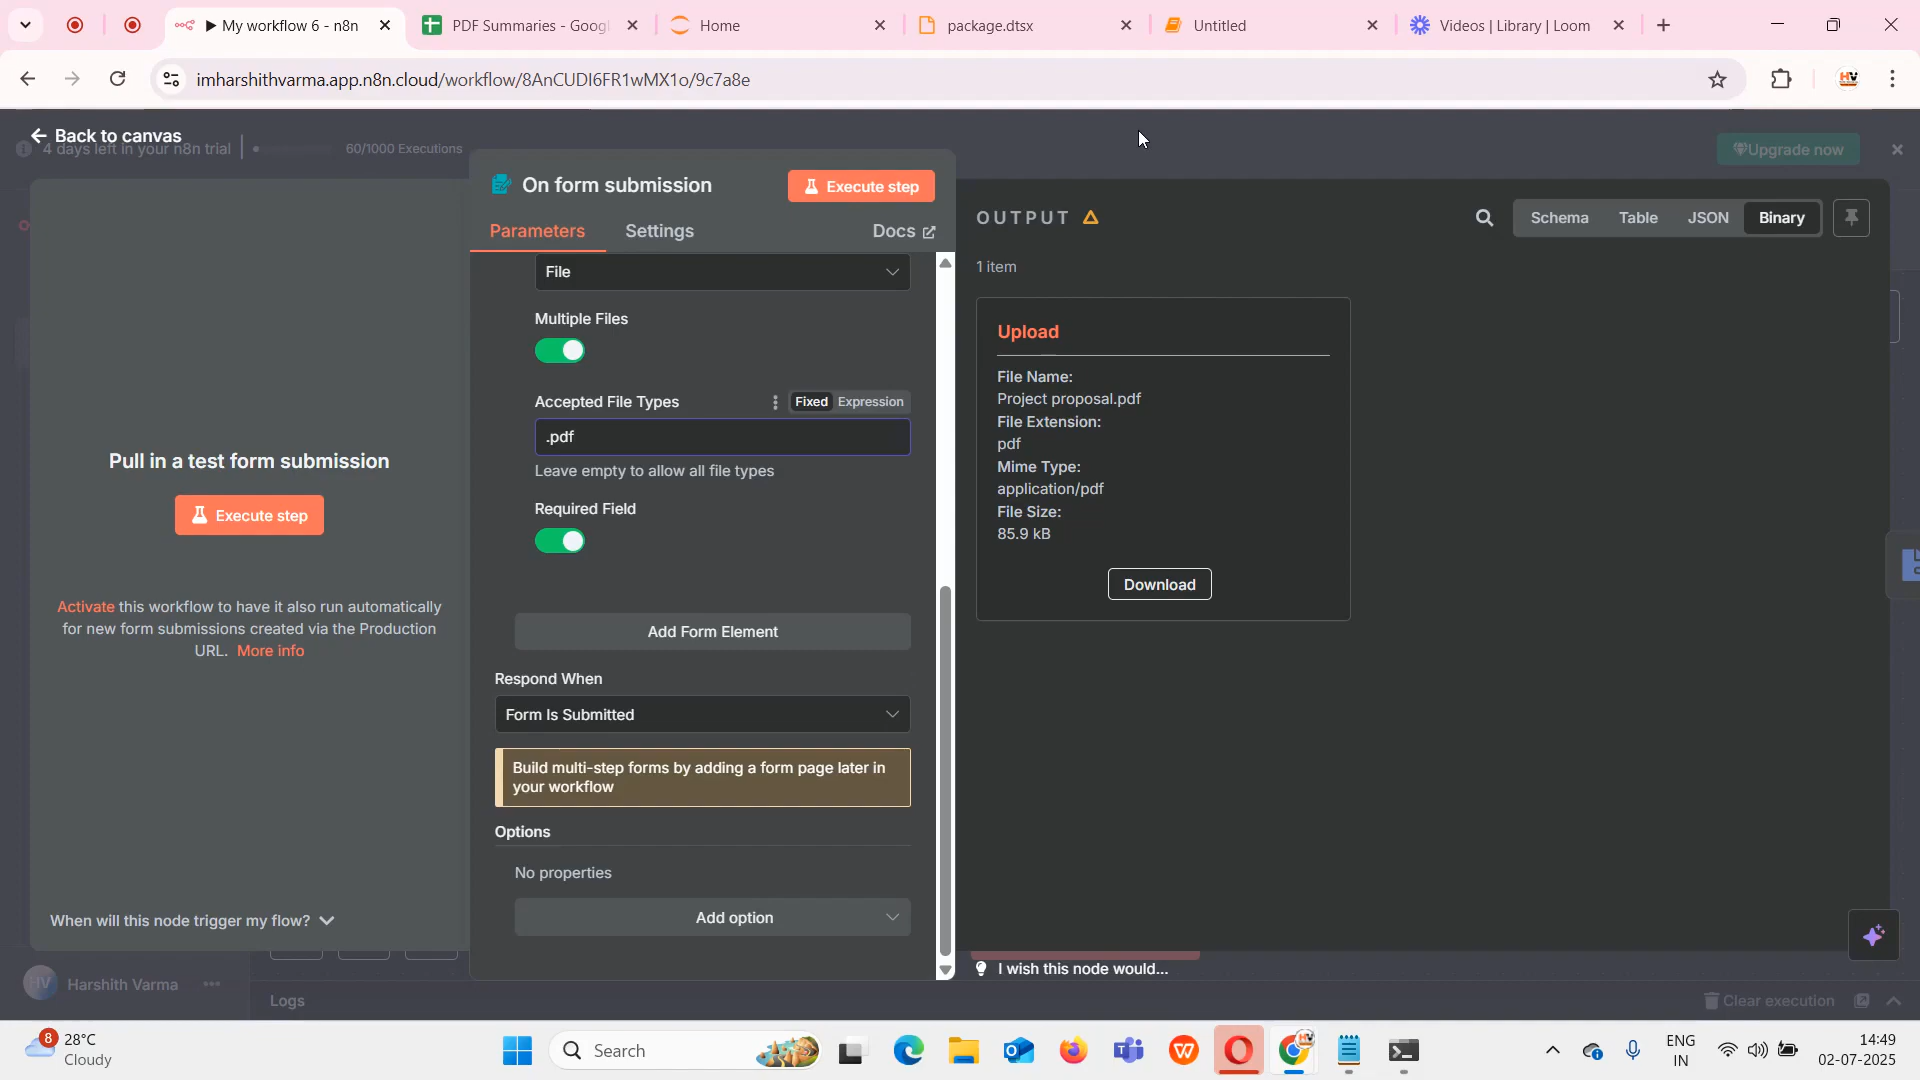 My workflow 6 - n8n
PDF Summaries - Googl
Home
package.dtsx
Untitled
Videos | Library | Loom
imharshithvarma.app.n8n.cloud/workflow/8AnCUDI6FR1wMX1o/9c7a8e
Back to canvas
4 days left in your n8n trial
60/1000 Executions
Upgrade now
On form submission
Execute step
Parameters
Settings
Docs
OUTPUT
Schema
Table
JSON
Binary
1 item
File
Multiple Files
Accepted File Types
Fixed
Expression
.pdf
Leave empty to allow all file types
Required Field
Add Form Element
Respond When
Form Is Submitted
Build multi-step forms by adding a form page later in
your workflow
Options
No properties
Add option
Pull in a test form submission
Execute step
Activate this workflow to have it also run automatically
for new form submissions created via the Production
URL. More info
When will this node trigger my flow?
Upload
File Name:
Project proposal.pdf
File Extension:
pdf
Mime Type:
application/pdf
File Size:
85.9 kB
Download
I wish this node would...
HV
Harshith Varma
Logs
Clear execution
8
28°C
Cloudy
Search
ENG
IN
14:49
02-07-2025